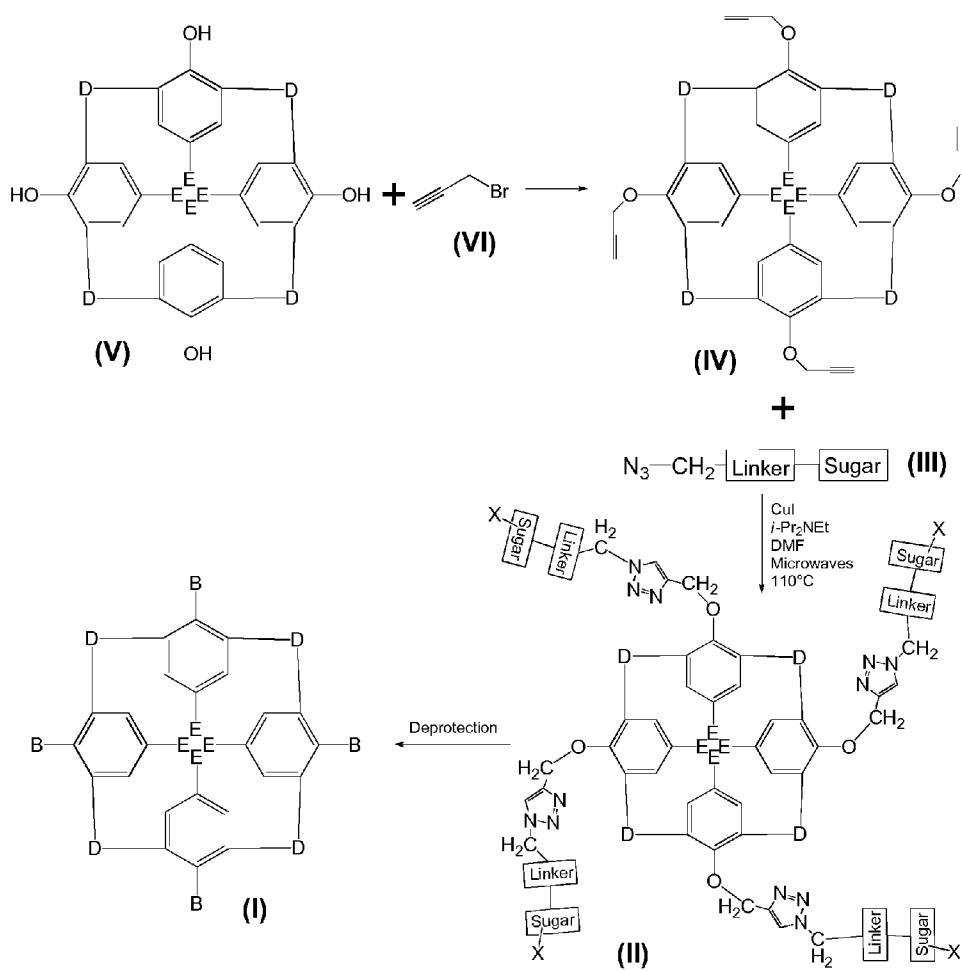 OH
D D
HO E E E E OH
D D
OH
(V)
+
Br
(VI)
O
D D
O E E E E O
D D
O
(IV)
+
N3—CH2 Linker Sugar (III)
CuI
i-Pr2NEt
DMF
Microwaves
110°C
X Sugar Linker H2 C N N N CH2 O
X Sugar Linker CH2 N N N CH2 O
D D
E E E E
D D
H2C O N N N H2C Linker Sugar X
O H2C N N N C H2 Linker Sugar X
(II)
Deprotection
B
D D
B E E E E B
D D
B
(I)